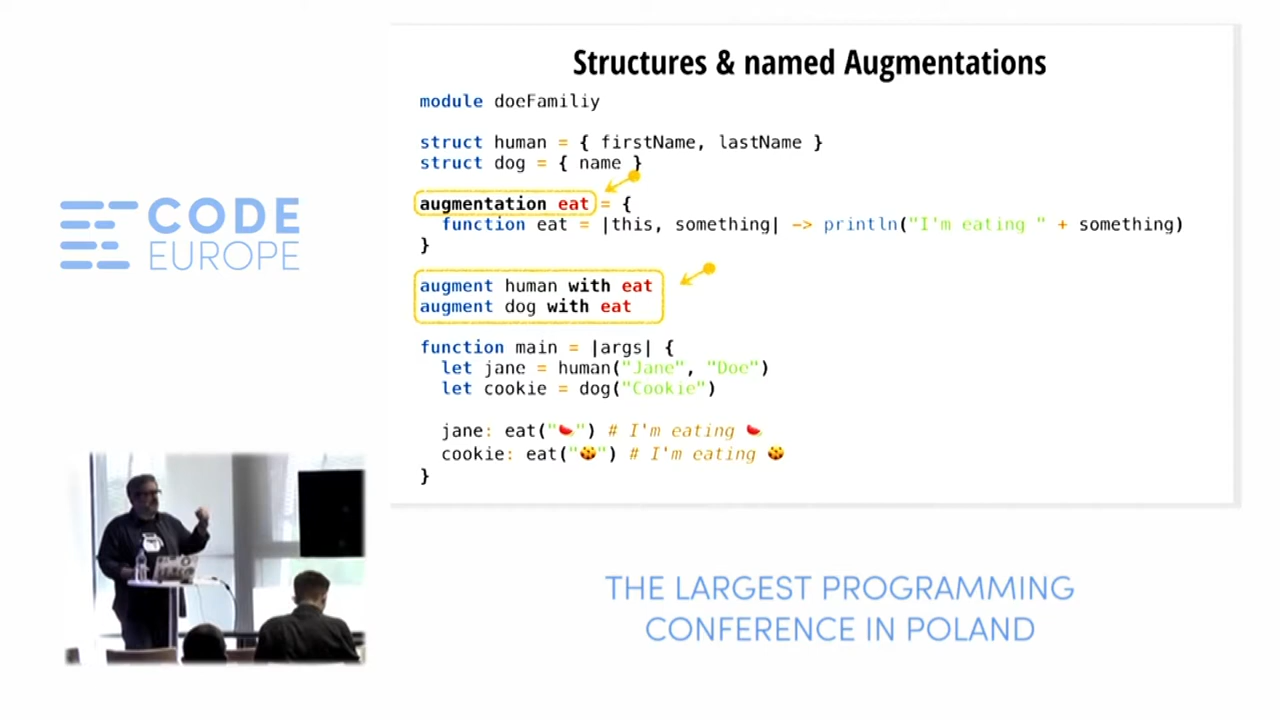 Structures & named Augmentations
module doeFamiliy
struct human = { firstName, lastName }
struct dog = { name }
augmentation eat = {
function eat = |this, something| -> println("I'm eating " + something)
}
augment human with eat
augment dog with eat
function main = |args| {
let jane = human("Jane", "Doe")
let cookie = dog("Cookie")
jane: eat("🍉") # I'm eating 🍉
cookie: eat("🍪") # I'm eating 🍪
}
CODE
EUROPE
THE LARGEST PROGRAMMING
CONFERENCE IN POLAND